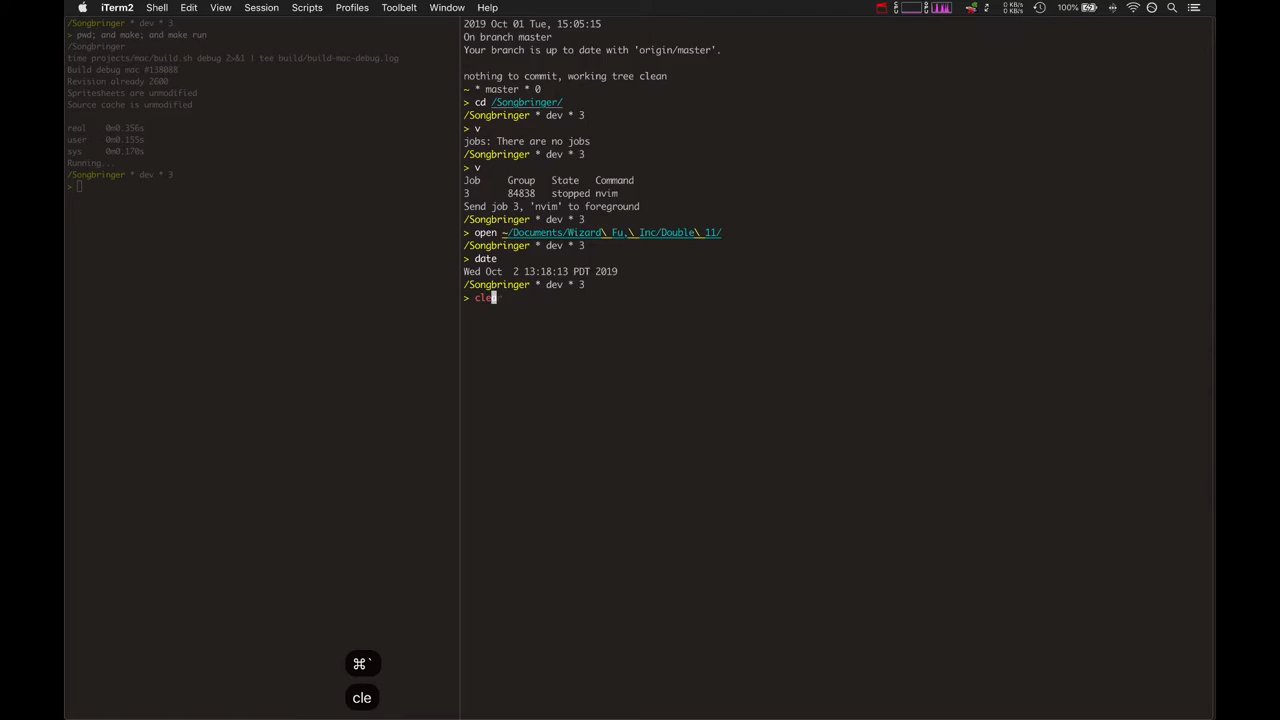 iTerm2 Shell Edit View Session Scripts Profiles Toolbelt Window Help
0 KB/s
0 KB/s
100%
/Songbringer * dev * 3
> pwd; and make; and make run
/Songbringer
time projects/mac/build.sh debug 2>&1 | tee build/build-mac-debug.log
Build debug mac #138088
Revision already 2600
Spritesheets are unmodified
Source cache is unmodified
real 0m0.356s
user 0m0.155s
sys 0m0.170s
Running...
/Songbringer * dev * 3
>
2019 Oct 01 Tue, 15:05:15
On branch master
Your branch is up to date with 'origin/master'.
nothing to commit, working tree clean
~ * master * 0
> cd /Songbringer/
/Songbringer * dev * 3
> v
jobs: There are no jobs
/Songbringer * dev * 3
> v
Job Group State Command
3 84838 stopped nvim
Send job 3, 'nvim' to foreground
/Songbringer * dev * 3
> open ~/Documents/Wizard\ Fu,\ Inc/Double\ 11/
/Songbringer * dev * 3
> date
Wed Oct 2 13:18:13 PDT 2019
/Songbringer * dev * 3
> clear
⌘`
cle